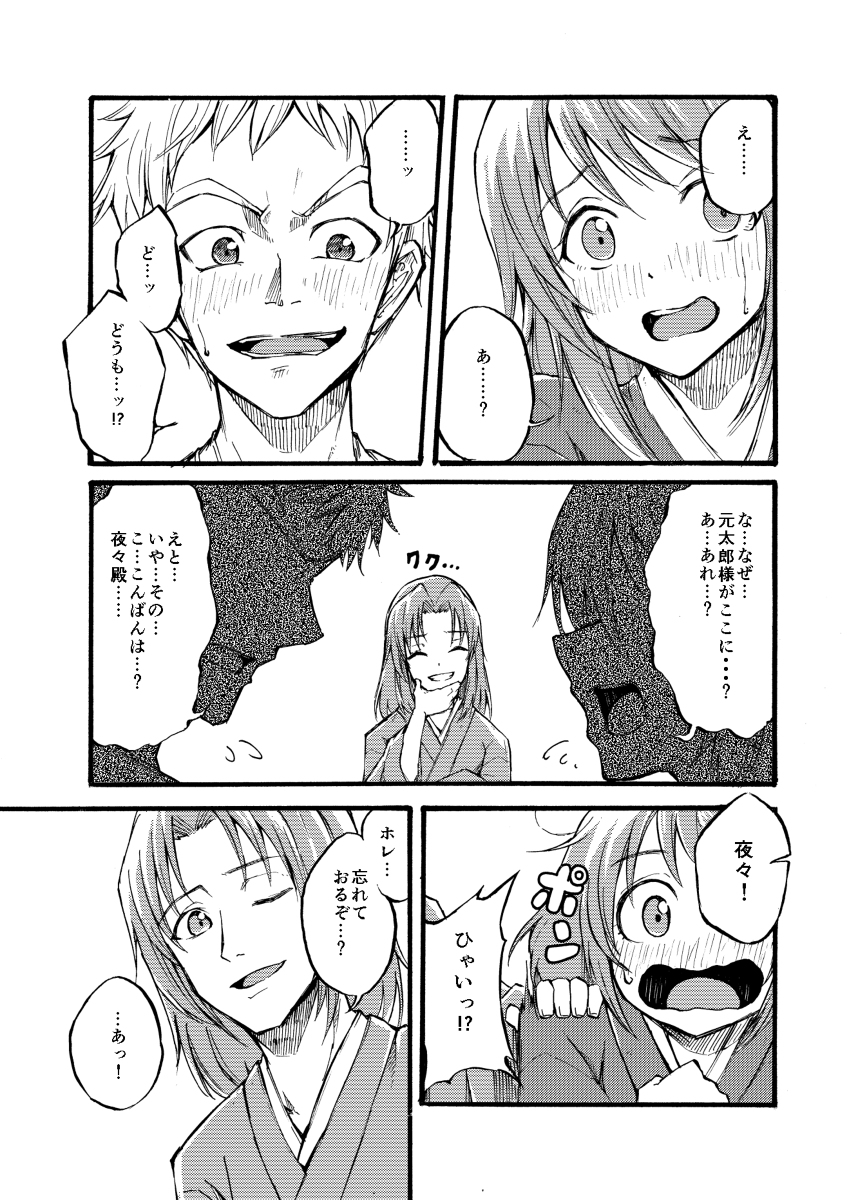 え……
あ……?
……ッ
ど…ッ
どうも…ッ!?
な…なぜ…
元太郎様がここに…?
あ…あれ…?
クク…
えと…
いや…その…
こ…こんばんは…?
夜々殿……
夜々!
ポン
ひゃいっ!?
ホレ…
忘れて
おるぞ…?
…あっ!